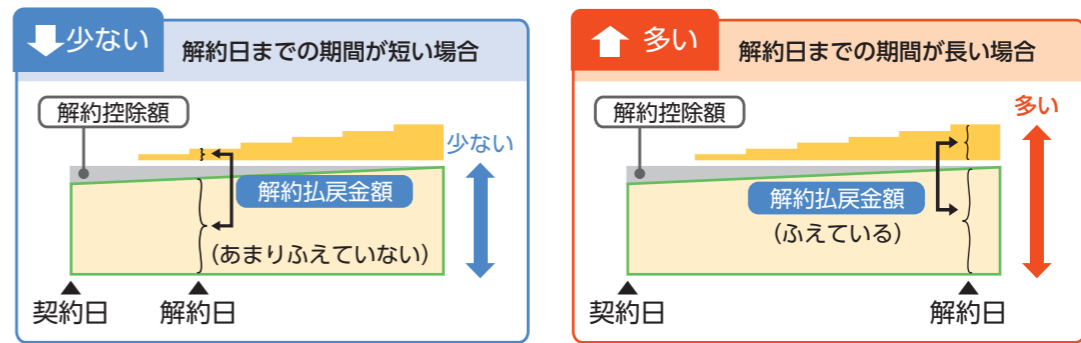 少ない
解約日までの期間が短い場合
解約控除額
少ない
解約払戻金額
(あまりふえていない)
契約日
解約日
多い
解約日までの期間が長い場合
解約控除額
多い
解約払戻金額
(ふえている)
契約日
解約日